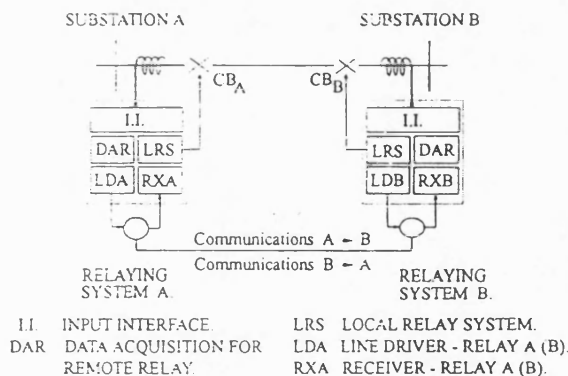 SUBSTATION A SUBSTATION B
CB_A CB_B
I.I. I.I.
DAR LRS LRS DAR
LDA RXA LDB RXB
Communications A - B
Communications B - A
RELAYING SYSTEM A.
RELAYING SYSTEM B.
I.I. INPUT INTERFACE. LRS LOCAL RELAY SYSTEM.
DAR DATA ACQUISITION FOR LDA LINE DRIVER - RELAY A (B).
REMOTE RELAY. RXA RECEIVER - RELAY A (B).